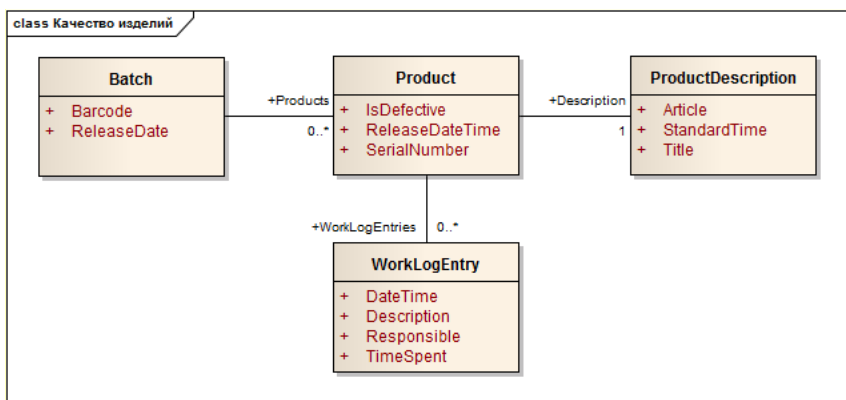 class Качество изделий
Batch
+ Barcode
+ ReleaseDate
+Products
0..*
Product
+ IsDefective
+ ReleaseDateTime
+ SerialNumber
+Description
1
ProductDescription
+ Article
+ StandardTime
+ Title
+WorkLogEntries
0..*
WorkLogEntry
+ DateTime
+ Description
+ Responsible
+ TimeSpent